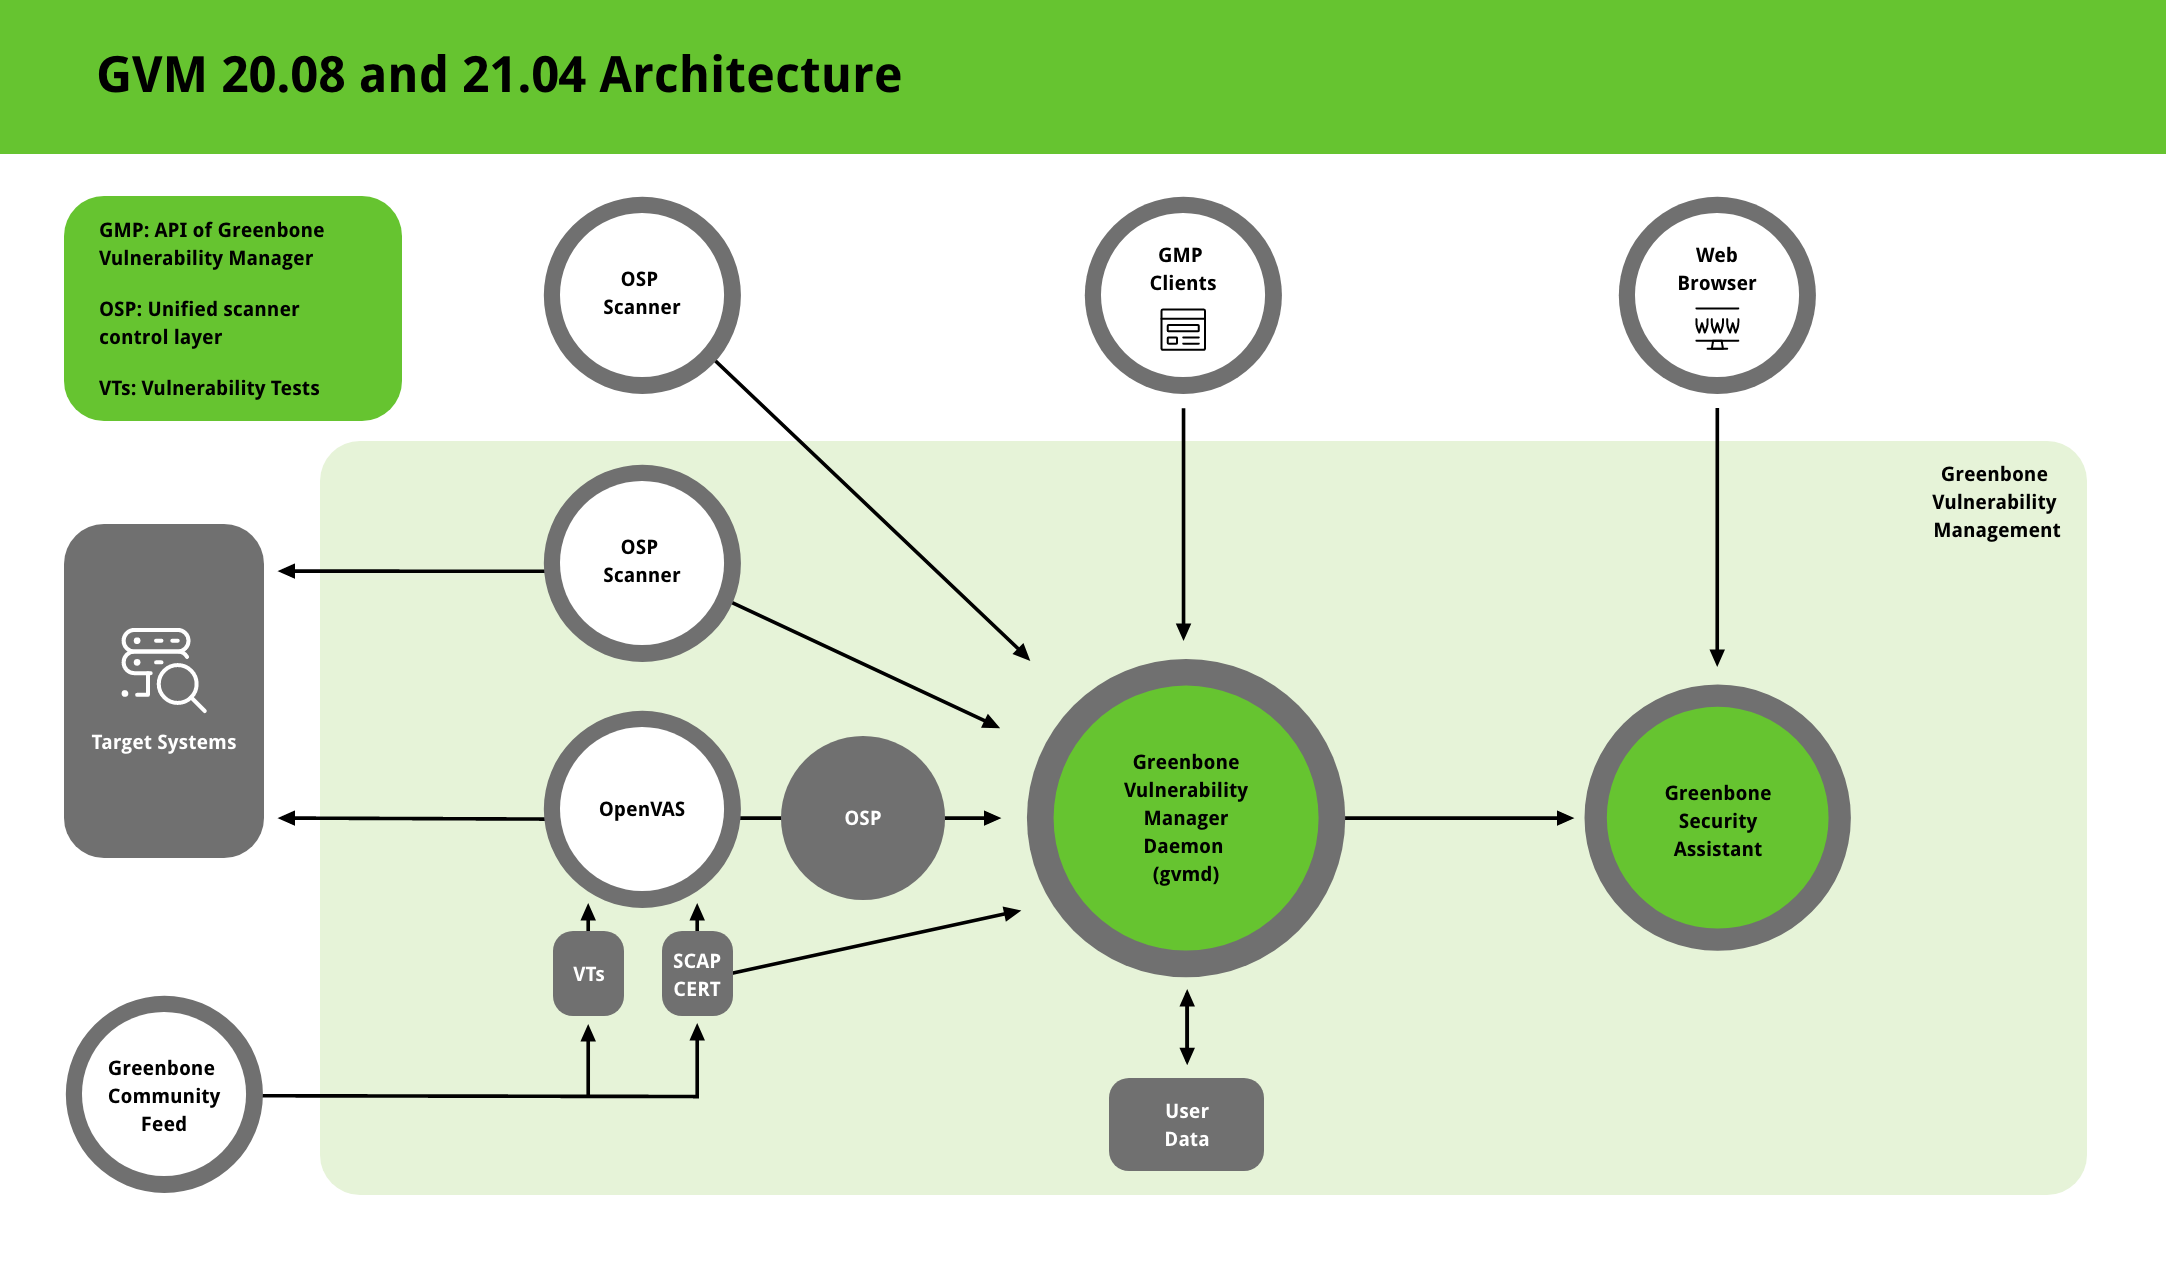 GVM 20.08 and 21.04 Architecture
GMP: API of Greenbone
Vulnerability Manager
OSP: Unified scanner
control layer
VTs: Vulnerability Tests
OSP
Scanner
GMP
Clients
Web
Browser
WWW
Greenbone
Vulnerability
Management
OSP
Scanner
Target Systems
OpenVAS
OSP
Greenbone
Vulnerability
Manager
Daemon
(gvmd)
Greenbone
Security
Assistant
VTs
SCAP
CERT
Greenbone
Community
Feed
User
Data